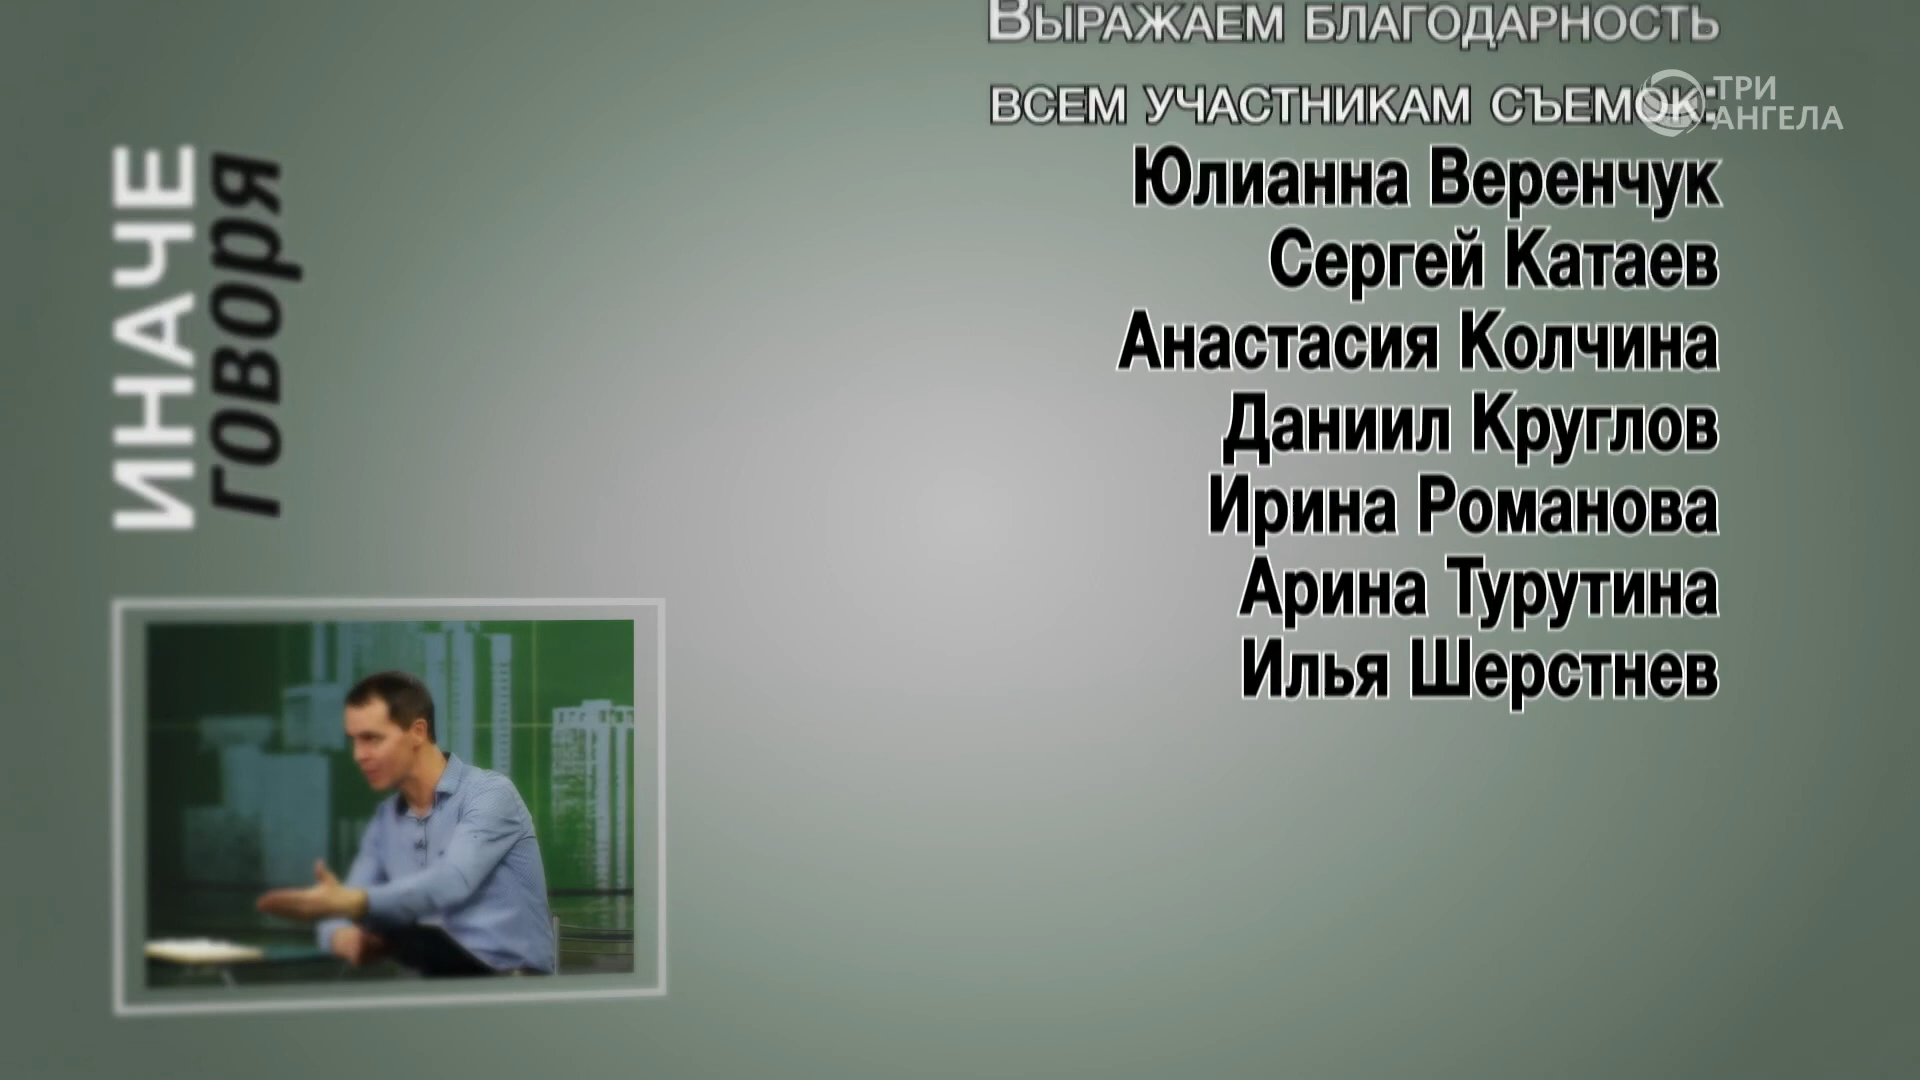 Выражаем благодарность
всем участникам съемок:
ТРИ
АНГЕЛА
Юлианна Веренчук
Сергей Катаев
Анастасия Колчина
Даниил Круглов
Ирина Романова
Арина Турутина
Илья Шерстнев
ИНАЧЕ
говоря